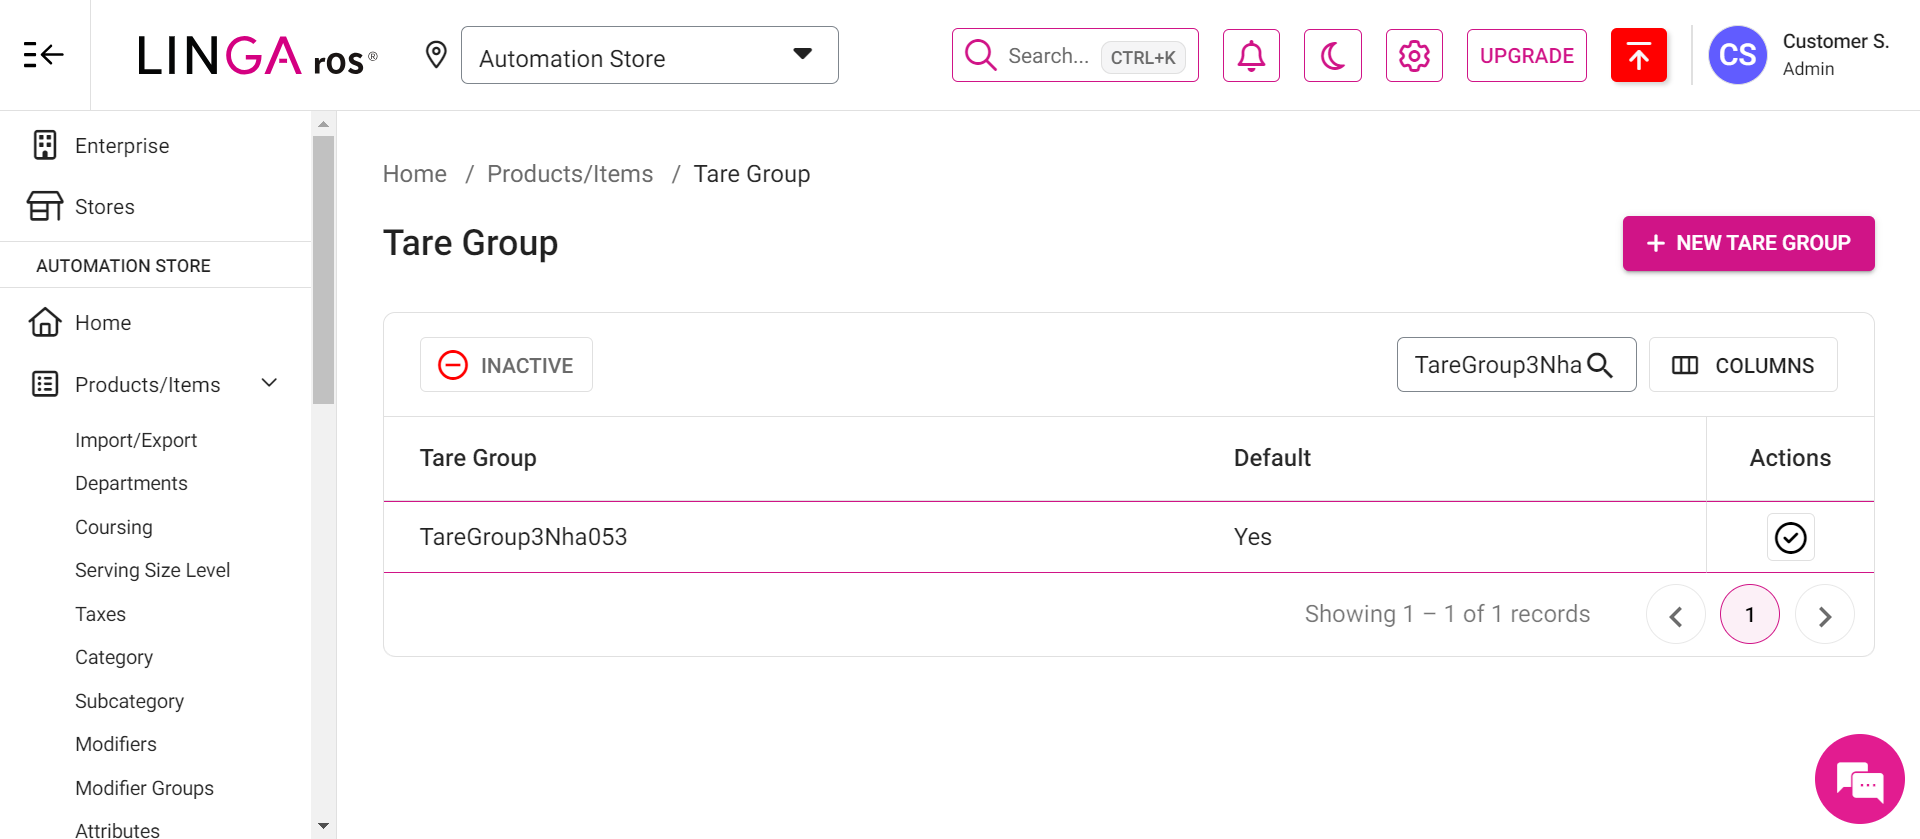 LINGA ros®
Automation Store
Search... CTRL+K
UPGRADE
CS
Customer S.
Admin
Enterprise
Stores
AUTOMATION STORE
Home
Products/Items
Import/Export
Departments
Coursing
Serving Size Level
Taxes
Category
Subcategory
Modifiers
Modifier Groups
Attributes
Home / Products/Items / Tare Group
Tare Group
+ NEW TARE GROUP
INACTIVE
TareGroup3Nha
COLUMNS
Tare Group Default Actions
TareGroup3Nha053 Yes
Showing 1 – 1 of 1 records
1